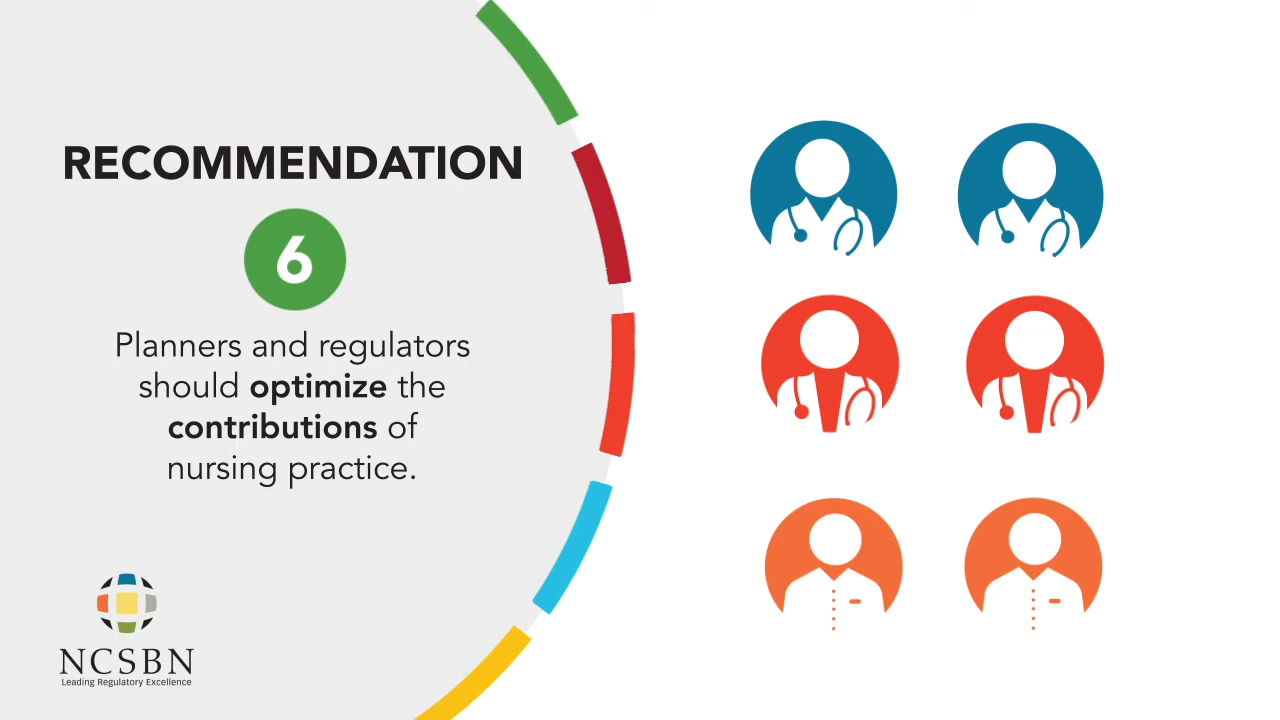 RECOMMENDATION
6
Planners and regulators
should optimize the
contributions of
nursing practice.
NCSBN
Leading Regulatory Excellence